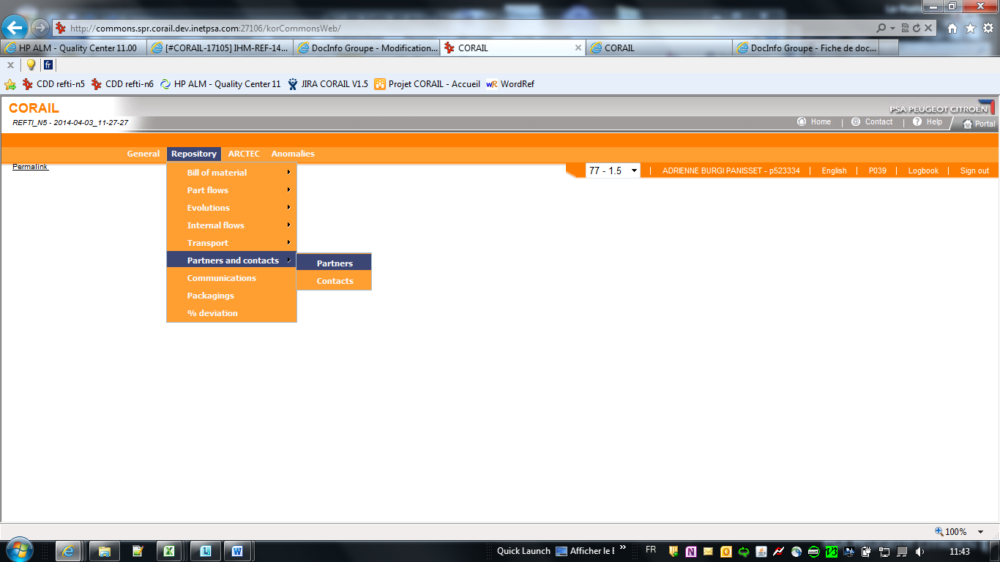 http://commons.spr.corail.dev.inetpsa.com:27106/korCommonsWeb/
HP ALM - Quality Center 11.00
[#CORAIL-17105] IHM-REF-14...
DocInfo Groupe - Modification...
CORAIL
CORAIL
DocInfo Groupe - Fiche de doc...
fr
CDD refti-n5
CDD refti-n6
HP ALM - Quality Center 11
JIRA CORAIL V1.5
Projet CORAIL - Accueil
WordRef
CORAIL
PSA PEUGEOT CITROËN
REFTI_N5 - 2014-04-03_11-27-27
Home | Contact | Help
Portal
General
Repository
ARCTEC
Anomalies
Permalink
77 - 1.5
| ADRIENNE BURGI PANISSET - p523334 | English | P039 | Logbook | Sign out
Bill of material
Part flows
Evolutions
Internal flows
Transport
Partners and contacts
Partners
Contacts
Communications
Packagings
% deviation
100%
Quick Launch
Afficher le
FR
11:43